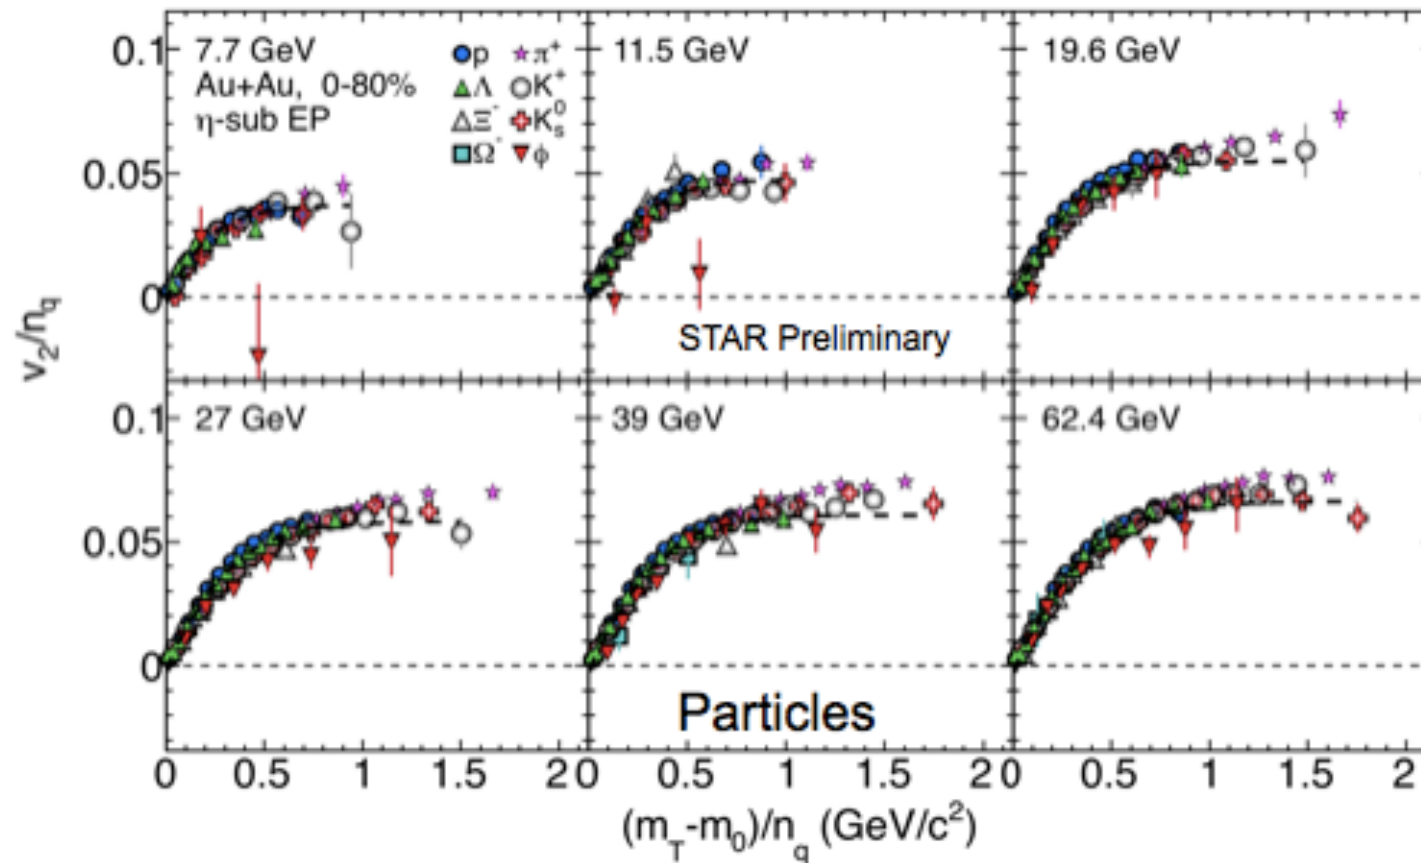 0.1
7.7 GeV
Au+Au, 0-80%
η-sub EP
p π⁺
Λ K⁺
Ξ⁻ K⁰ₛ
Ω⁻ φ
11.5 GeV
19.6 GeV
0.05
0
STAR Preliminary
v₂/n_q
0.1
27 GeV
39 GeV
62.4 GeV
0.05
0
Particles
0 0.5 1 1.5 2 0 0.5 1 1.5 2 0 0.5 1 1.5 2
(m_T-m₀)/n_q (GeV/c²)